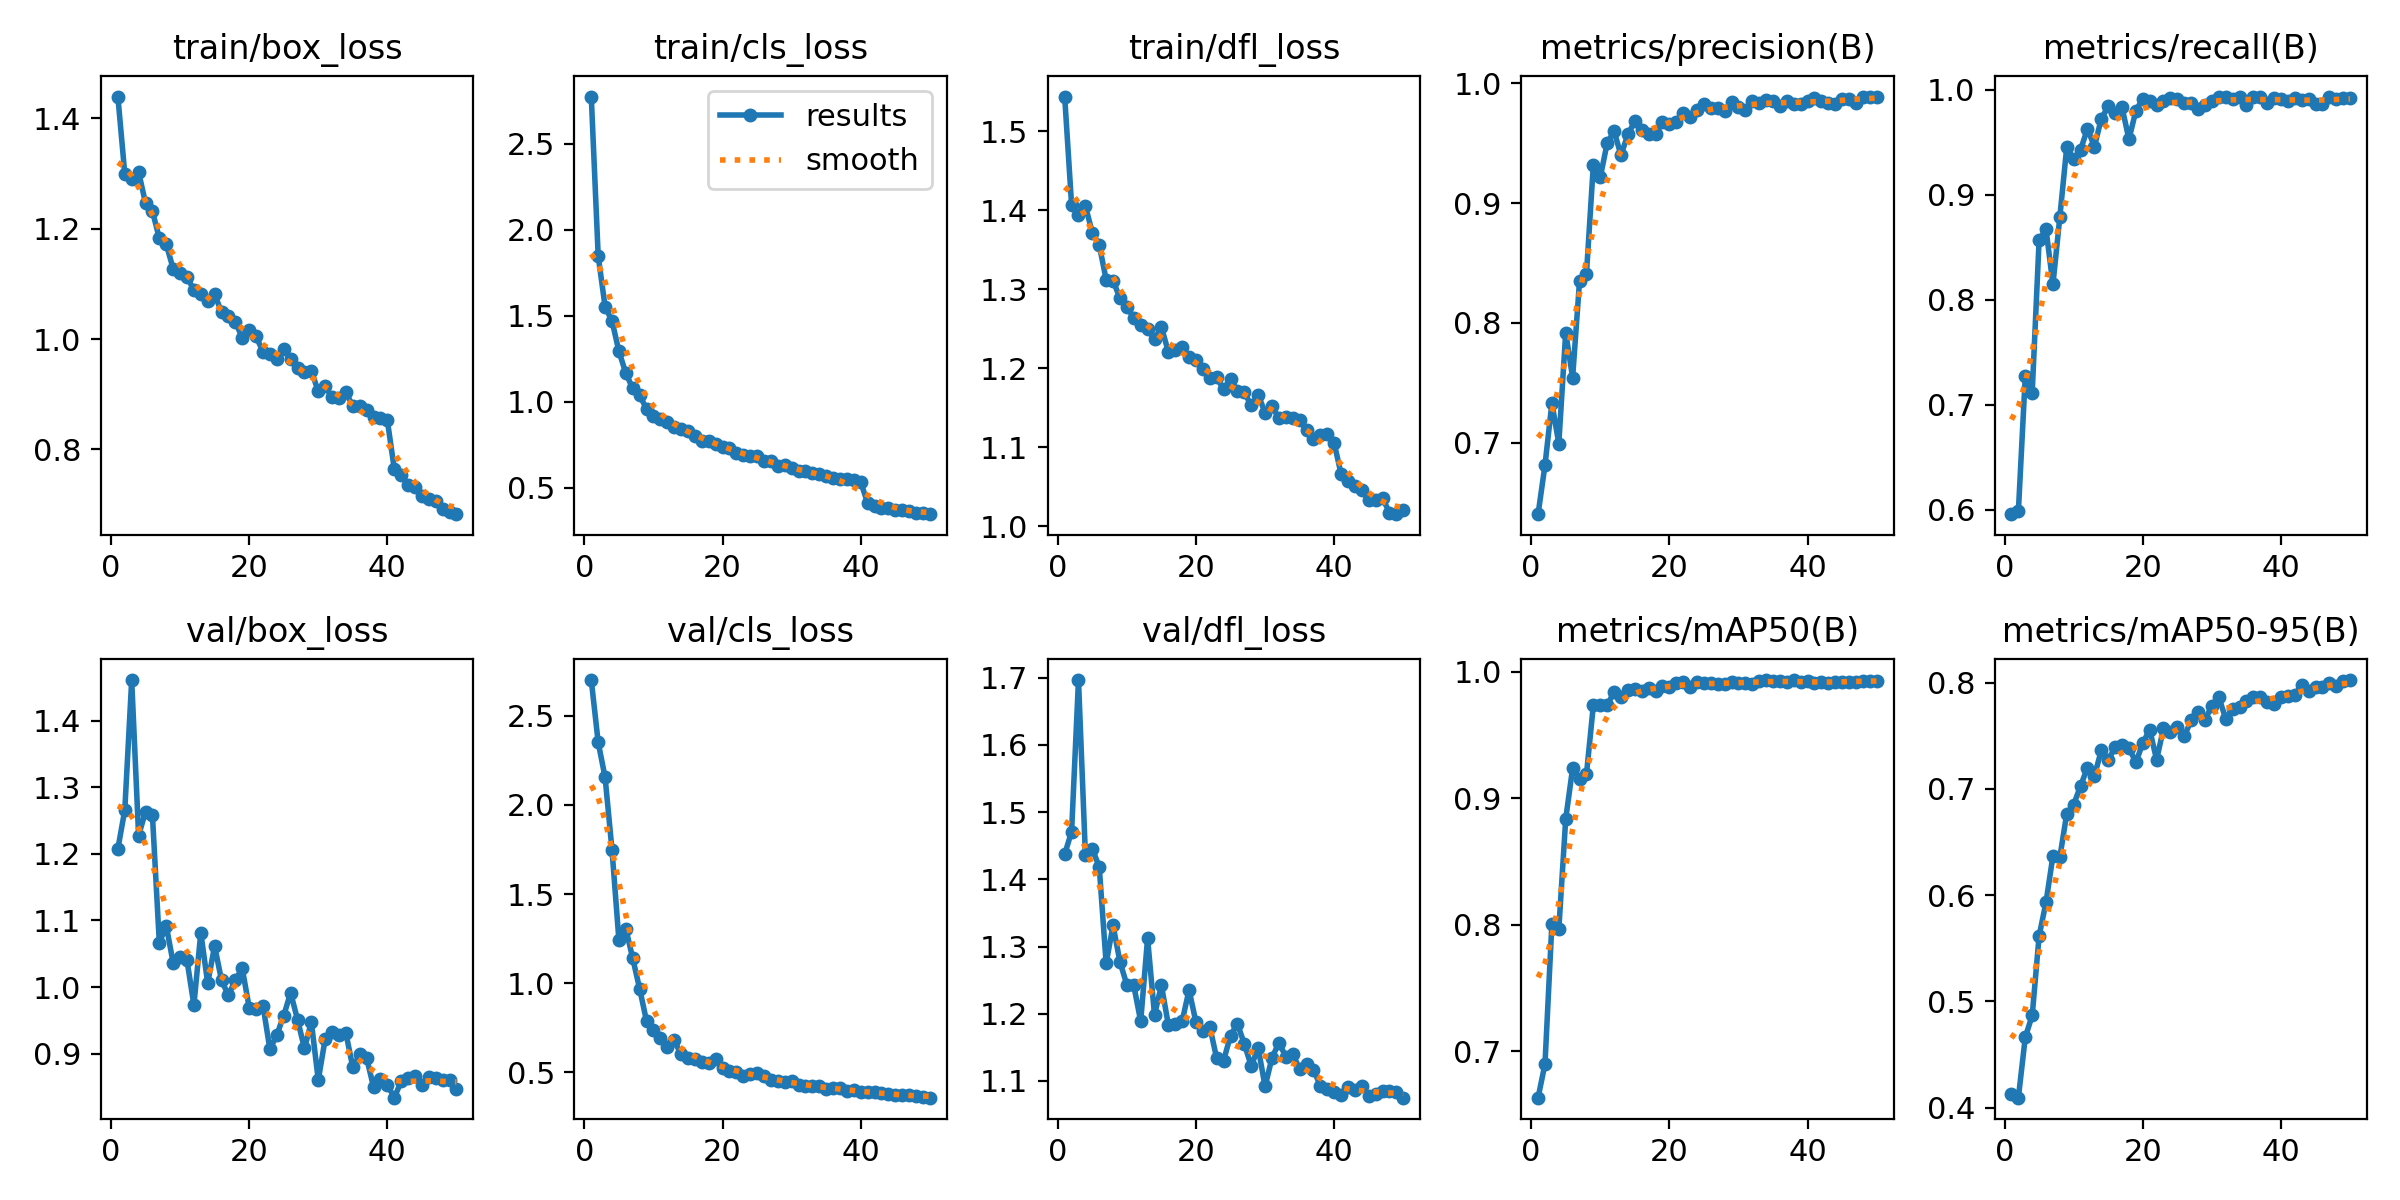 train/box_loss
1.4
1.2
1.0
0.8
0 20 40
train/cls_loss
results
smooth
2.5
2.0
1.5
1.0
0.5
0 20 40
train/dfl_loss
1.5
1.4
1.3
1.2
1.1
1.0
0 20 40
metrics/precision(B)
1.0
0.9
0.8
0.7
0 20 40
metrics/recall(B)
1.0
0.9
0.8
0.7
0.6
0 20 40
val/box_loss
1.4
1.3
1.2
1.1
1.0
0.9
0 20 40
val/cls_loss
2.5
2.0
1.5
1.0
0.5
0 20 40
val/dfl_loss
1.7
1.6
1.5
1.4
1.3
1.2
1.1
0 20 40
metrics/mAP50(B)
1.0
0.9
0.8
0.7
0 20 40
metrics/mAP50-95(B)
0.8
0.7
0.6
0.5
0.4
0 20 40